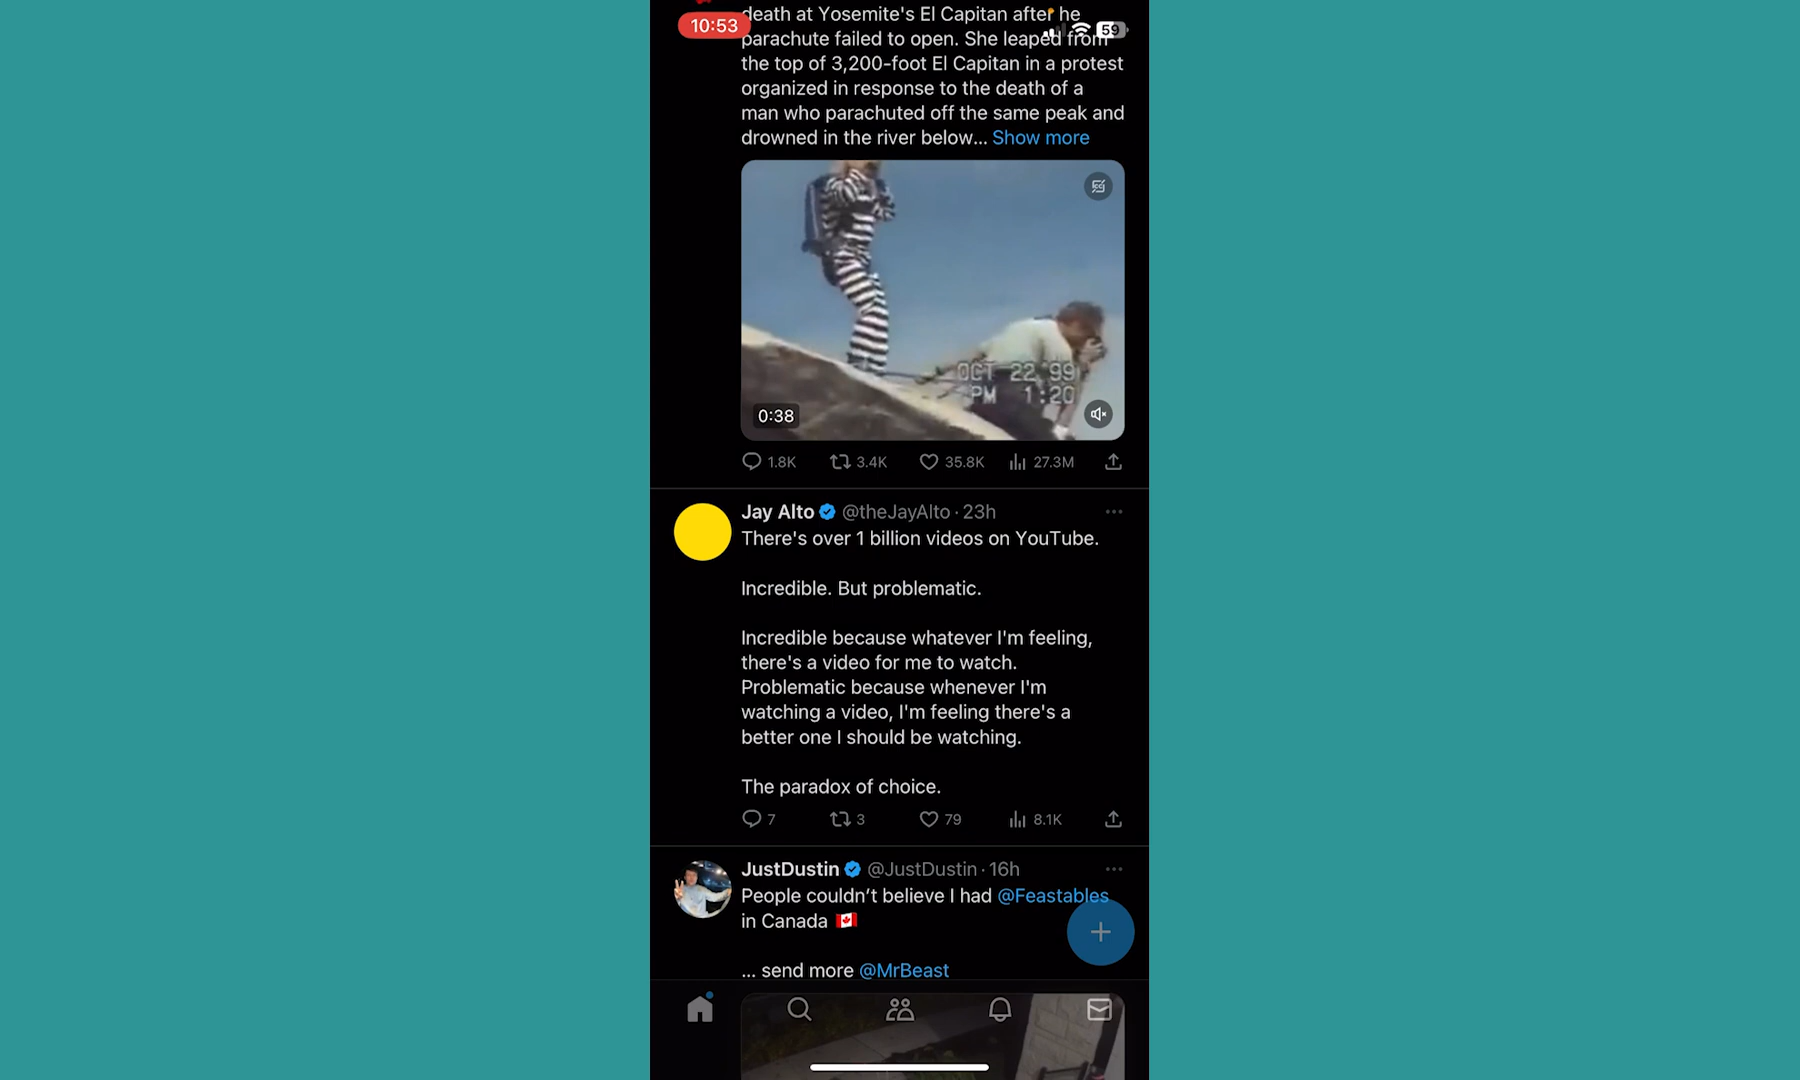 death at Yosemite's El Capitan after he
10:53
59
parachute failed to open. She leaped from
the top of 3,200-foot El Capitan in a protest
organized in response to the death of a
man who parachuted off the same peak and
drowned in the river below... Show more
OCT 22 '99
PM 1:20
0:38
1.8K 3.4K 35.8K 27.3M
Jay Alto @theJayAlto · 23h
There's over 1 billion videos on YouTube.
Incredible. But problematic.
Incredible because whatever I'm feeling,
there's a video for me to watch.
Problematic because whenever I'm
watching a video, I'm feeling there's a
better one I should be watching.
The paradox of choice.
7 3 79 8.1K
JustDustin @JustDustin · 16h
People couldn't believe I had @Feastables
in Canada 🇨🇦
... send more @MrBeast